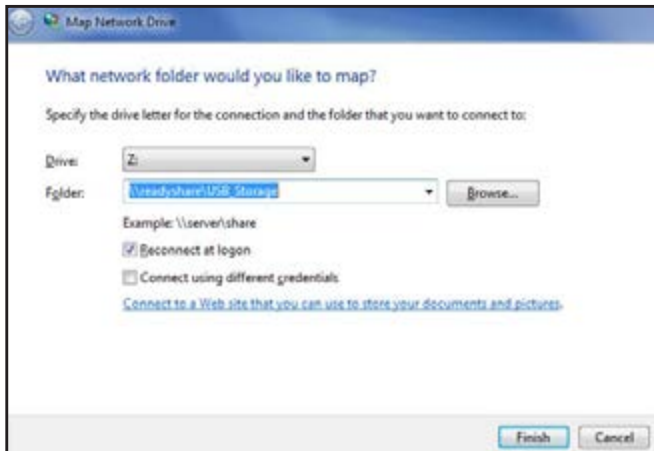 Map Network Drive
What network folder would you like to map?
Specify the drive letter for the connection and the folder that you want to connect to:
Drive: Z:
Folder: \\readyshare\USB_Storage Browse...
Example: \\server\share
Reconnect at logon
Connect using different credentials
Connect to a Web site that you can use to store your documents and pictures.
Finish Cancel